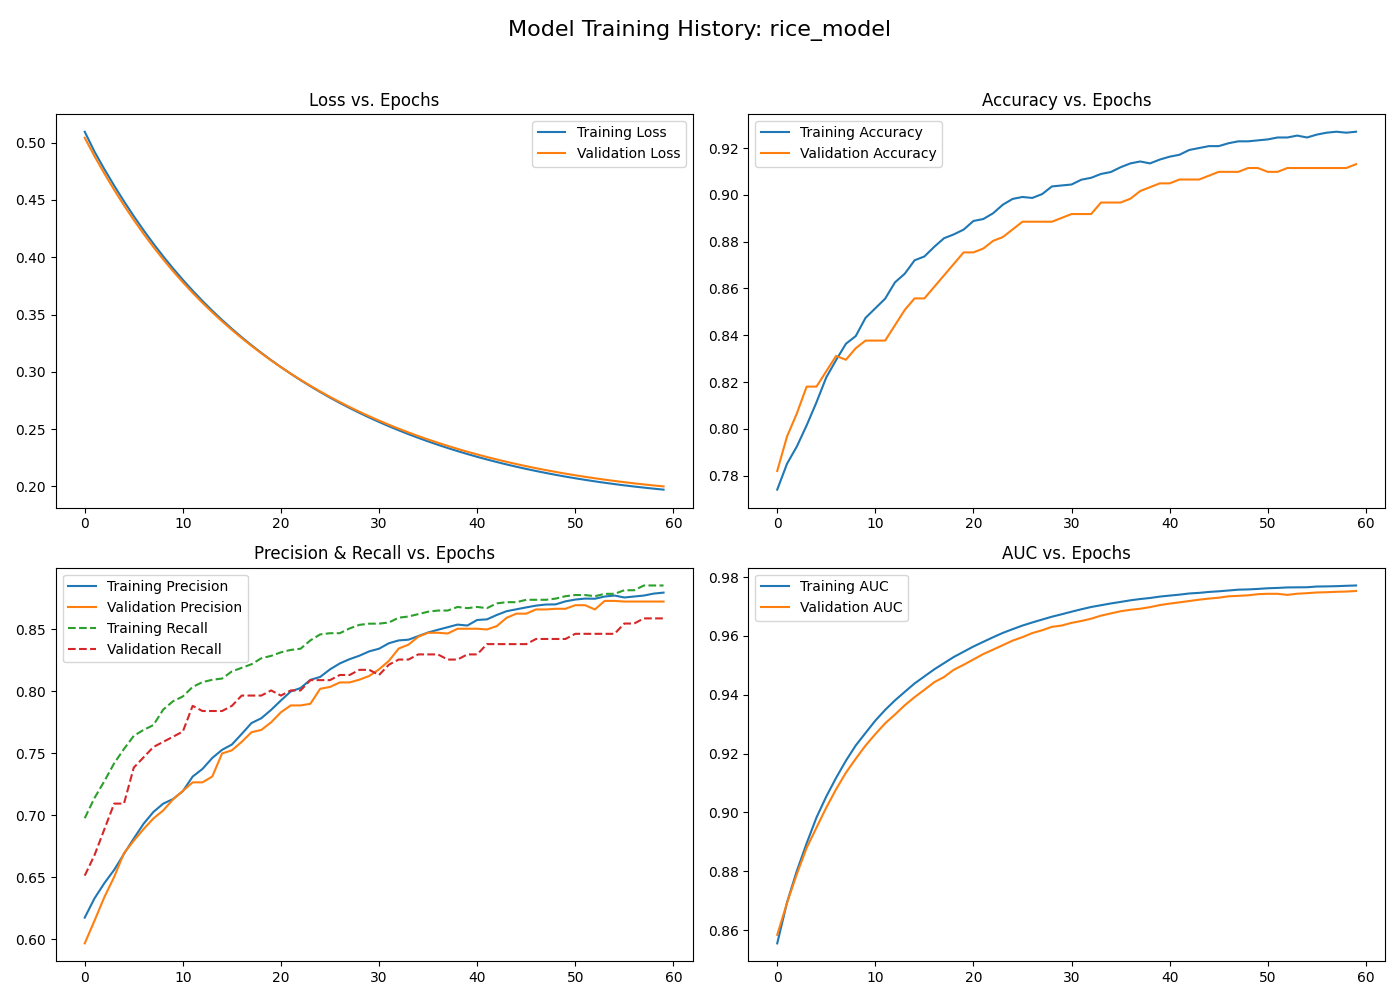 Model Training History: rice_model
Loss vs. Epochs
Training Loss
Validation Loss
0.50
0.45
0.40
0.35
0.30
0.25
0.20
0 10 20 30 40 50 60
Accuracy vs. Epochs
Training Accuracy
Validation Accuracy
0.92
0.90
0.88
0.86
0.84
0.82
0.80
0.78
0 10 20 30 40 50 60
Precision & Recall vs. Epochs
Training Precision
Validation Precision
Training Recall
Validation Recall
0.85
0.80
0.75
0.70
0.65
0.60
0 10 20 30 40 50 60
AUC vs. Epochs
Training AUC
Validation AUC
0.98
0.96
0.94
0.92
0.90
0.88
0.86
0 10 20 30 40 50 60